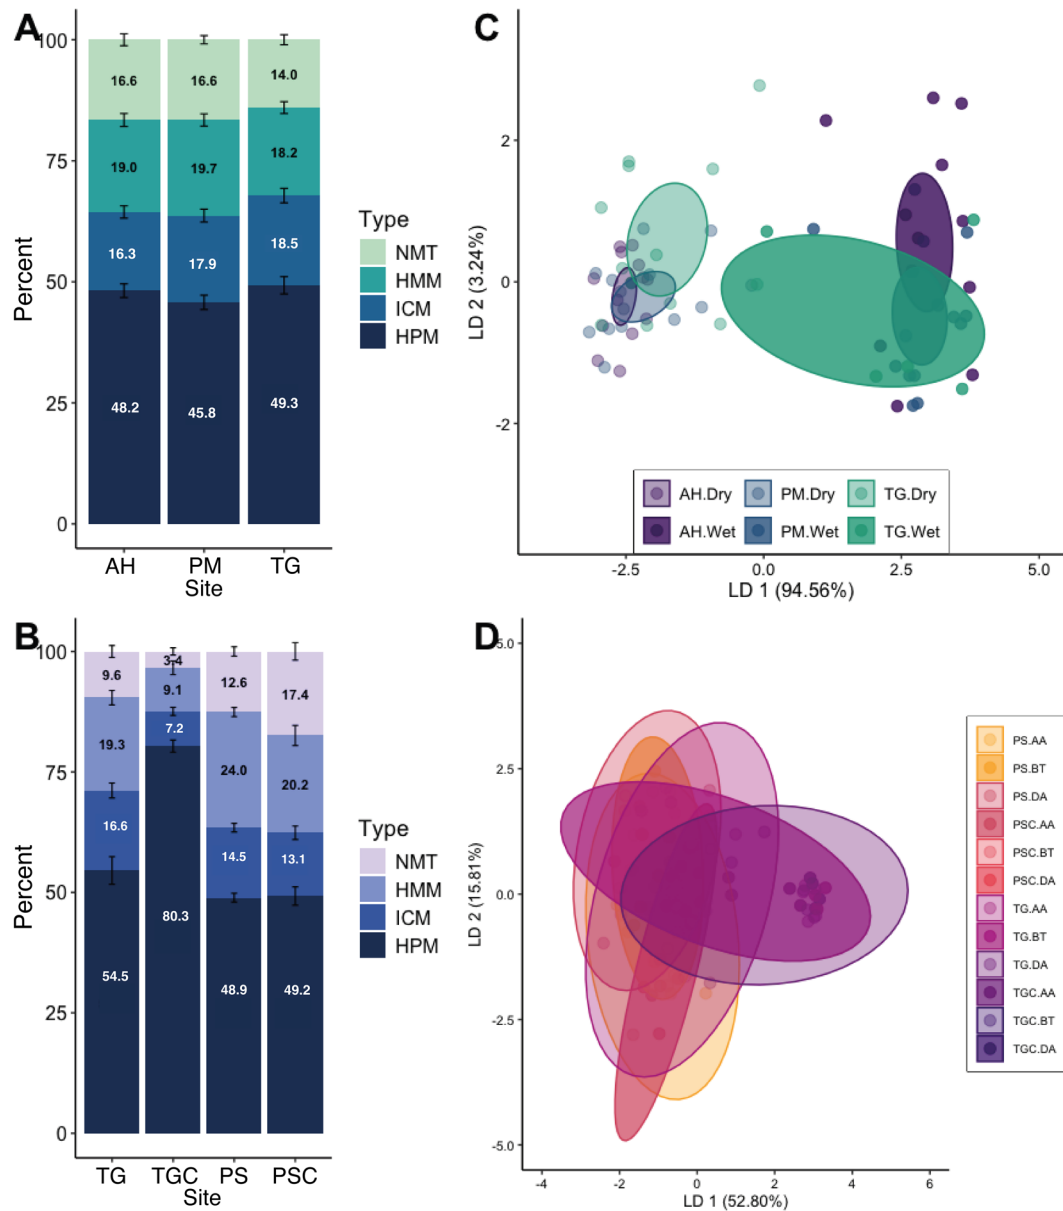 A
100
75
50
25
0
Percent
16.6 16.6 14.0
19.0 19.7 18.2
16.3 17.9 18.5
48.2 45.8 49.3
AH PM TG
Site
Type
NMT
HMM
ICM
HPM
C
2
0
-2
LD 2 (3.24%)
AH.Dry PM.Dry TG.Dry
AH.Wet PM.Wet TG.Wet
-2.5 0.0 2.5 5.0
LD 1 (94.56%)
B
100
75
50
25
0
Percent
9.6 3.4 12.6 17.4
19.3 9.1 24.0 20.2
16.6 7.2 14.5 13.1
54.5 80.3 48.9 49.2
TG TGC PS PSC
Site
Type
NMT
HMM
ICM
HPM
D
5.0
2.5
0.0
-2.5
-5.0
LD 2 (15.81%)
-4 -2 0 2 4 6
LD 1 (52.80%)
PS.AA
PS.BT
PS.DA
PSC.AA
PSC.BT
PSC.DA
TG.AA
TG.BT
TG.DA
TGC.AA
TGC.BT
TGC.DA